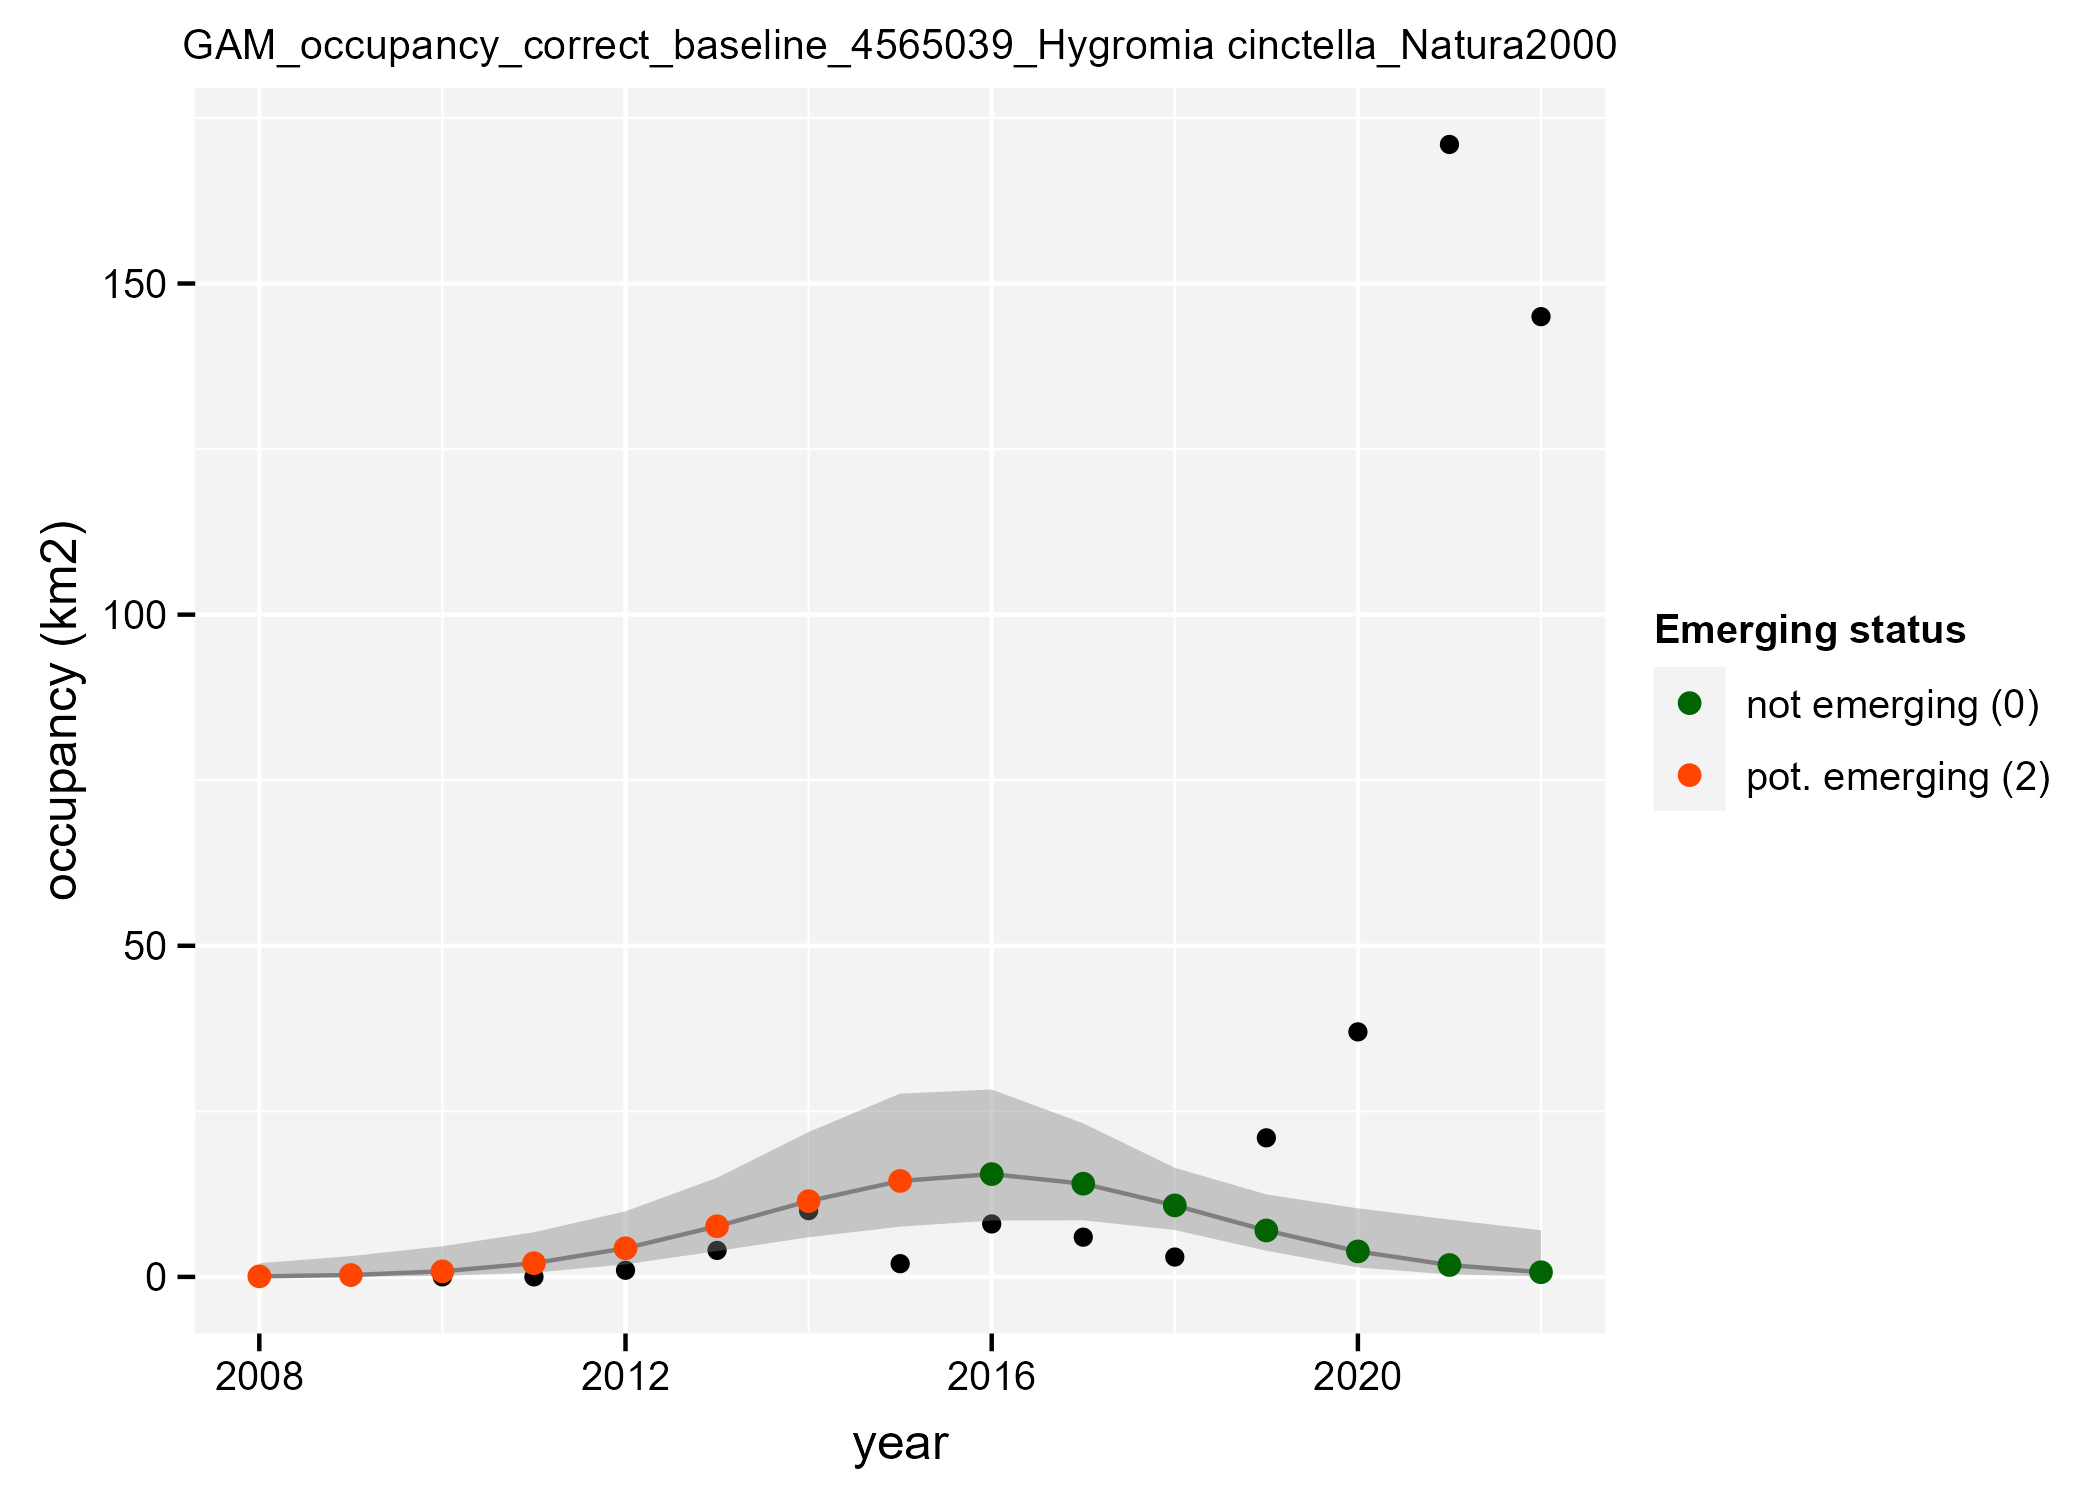 GAM_occupancy_correct_baseline_4565039_Hygromia cinctella_Natura2000
occupancy (km2)
150
100
50
0
2008 2012 2016 2020
year
Emerging status
not emerging (0)
pot. emerging (2)